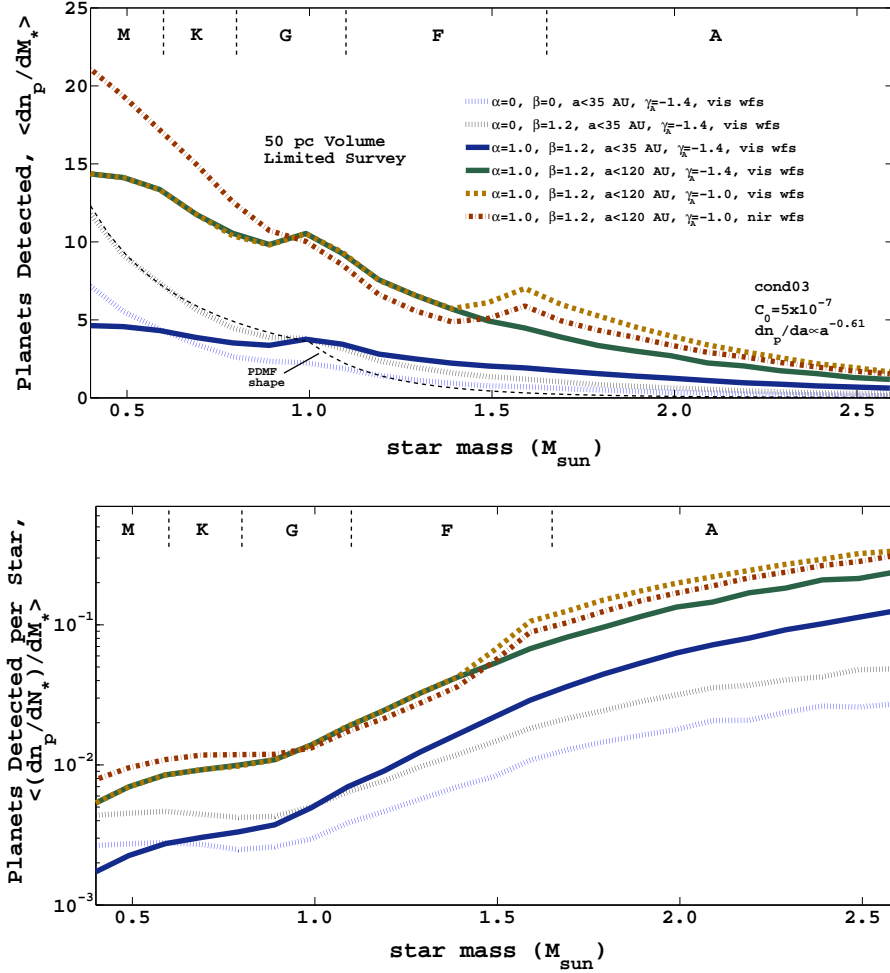 25
20
15
10
5
0
Planets Detected, <dn_p/dM_*>
M K G F A
50 pc Volume
Limited Survey
α=0, β=0, a<35 AU, γ_A=-1.4, vis wfs
α=0, β=1.2, a<35 AU, γ_A=-1.4, vis wfs
α=1.0, β=1.2, a<35 AU, γ_A=-1.4, vis wfs
α=1.0, β=1.2, a<120 AU, γ_A=-1.4, vis wfs
α=1.0, β=1.2, a<120 AU, γ_A=-1.0, vis wfs
α=1.0, β=1.2, a<120 AU, γ_A=-1.0, nir wfs
cond03
C_0=5x10^-7
dn_p/da∝a^-0.61
PDMF
shape
0.5 1.0 1.5 2.0 2.5
star mass (M_sun)
Planets Detected per Star,
<(dn_p/dN_*)/dM_*>
M K G F A
10^-1
10^-2
10^-3
0.5 1.0 1.5 2.0 2.5
star mass (M_sun)